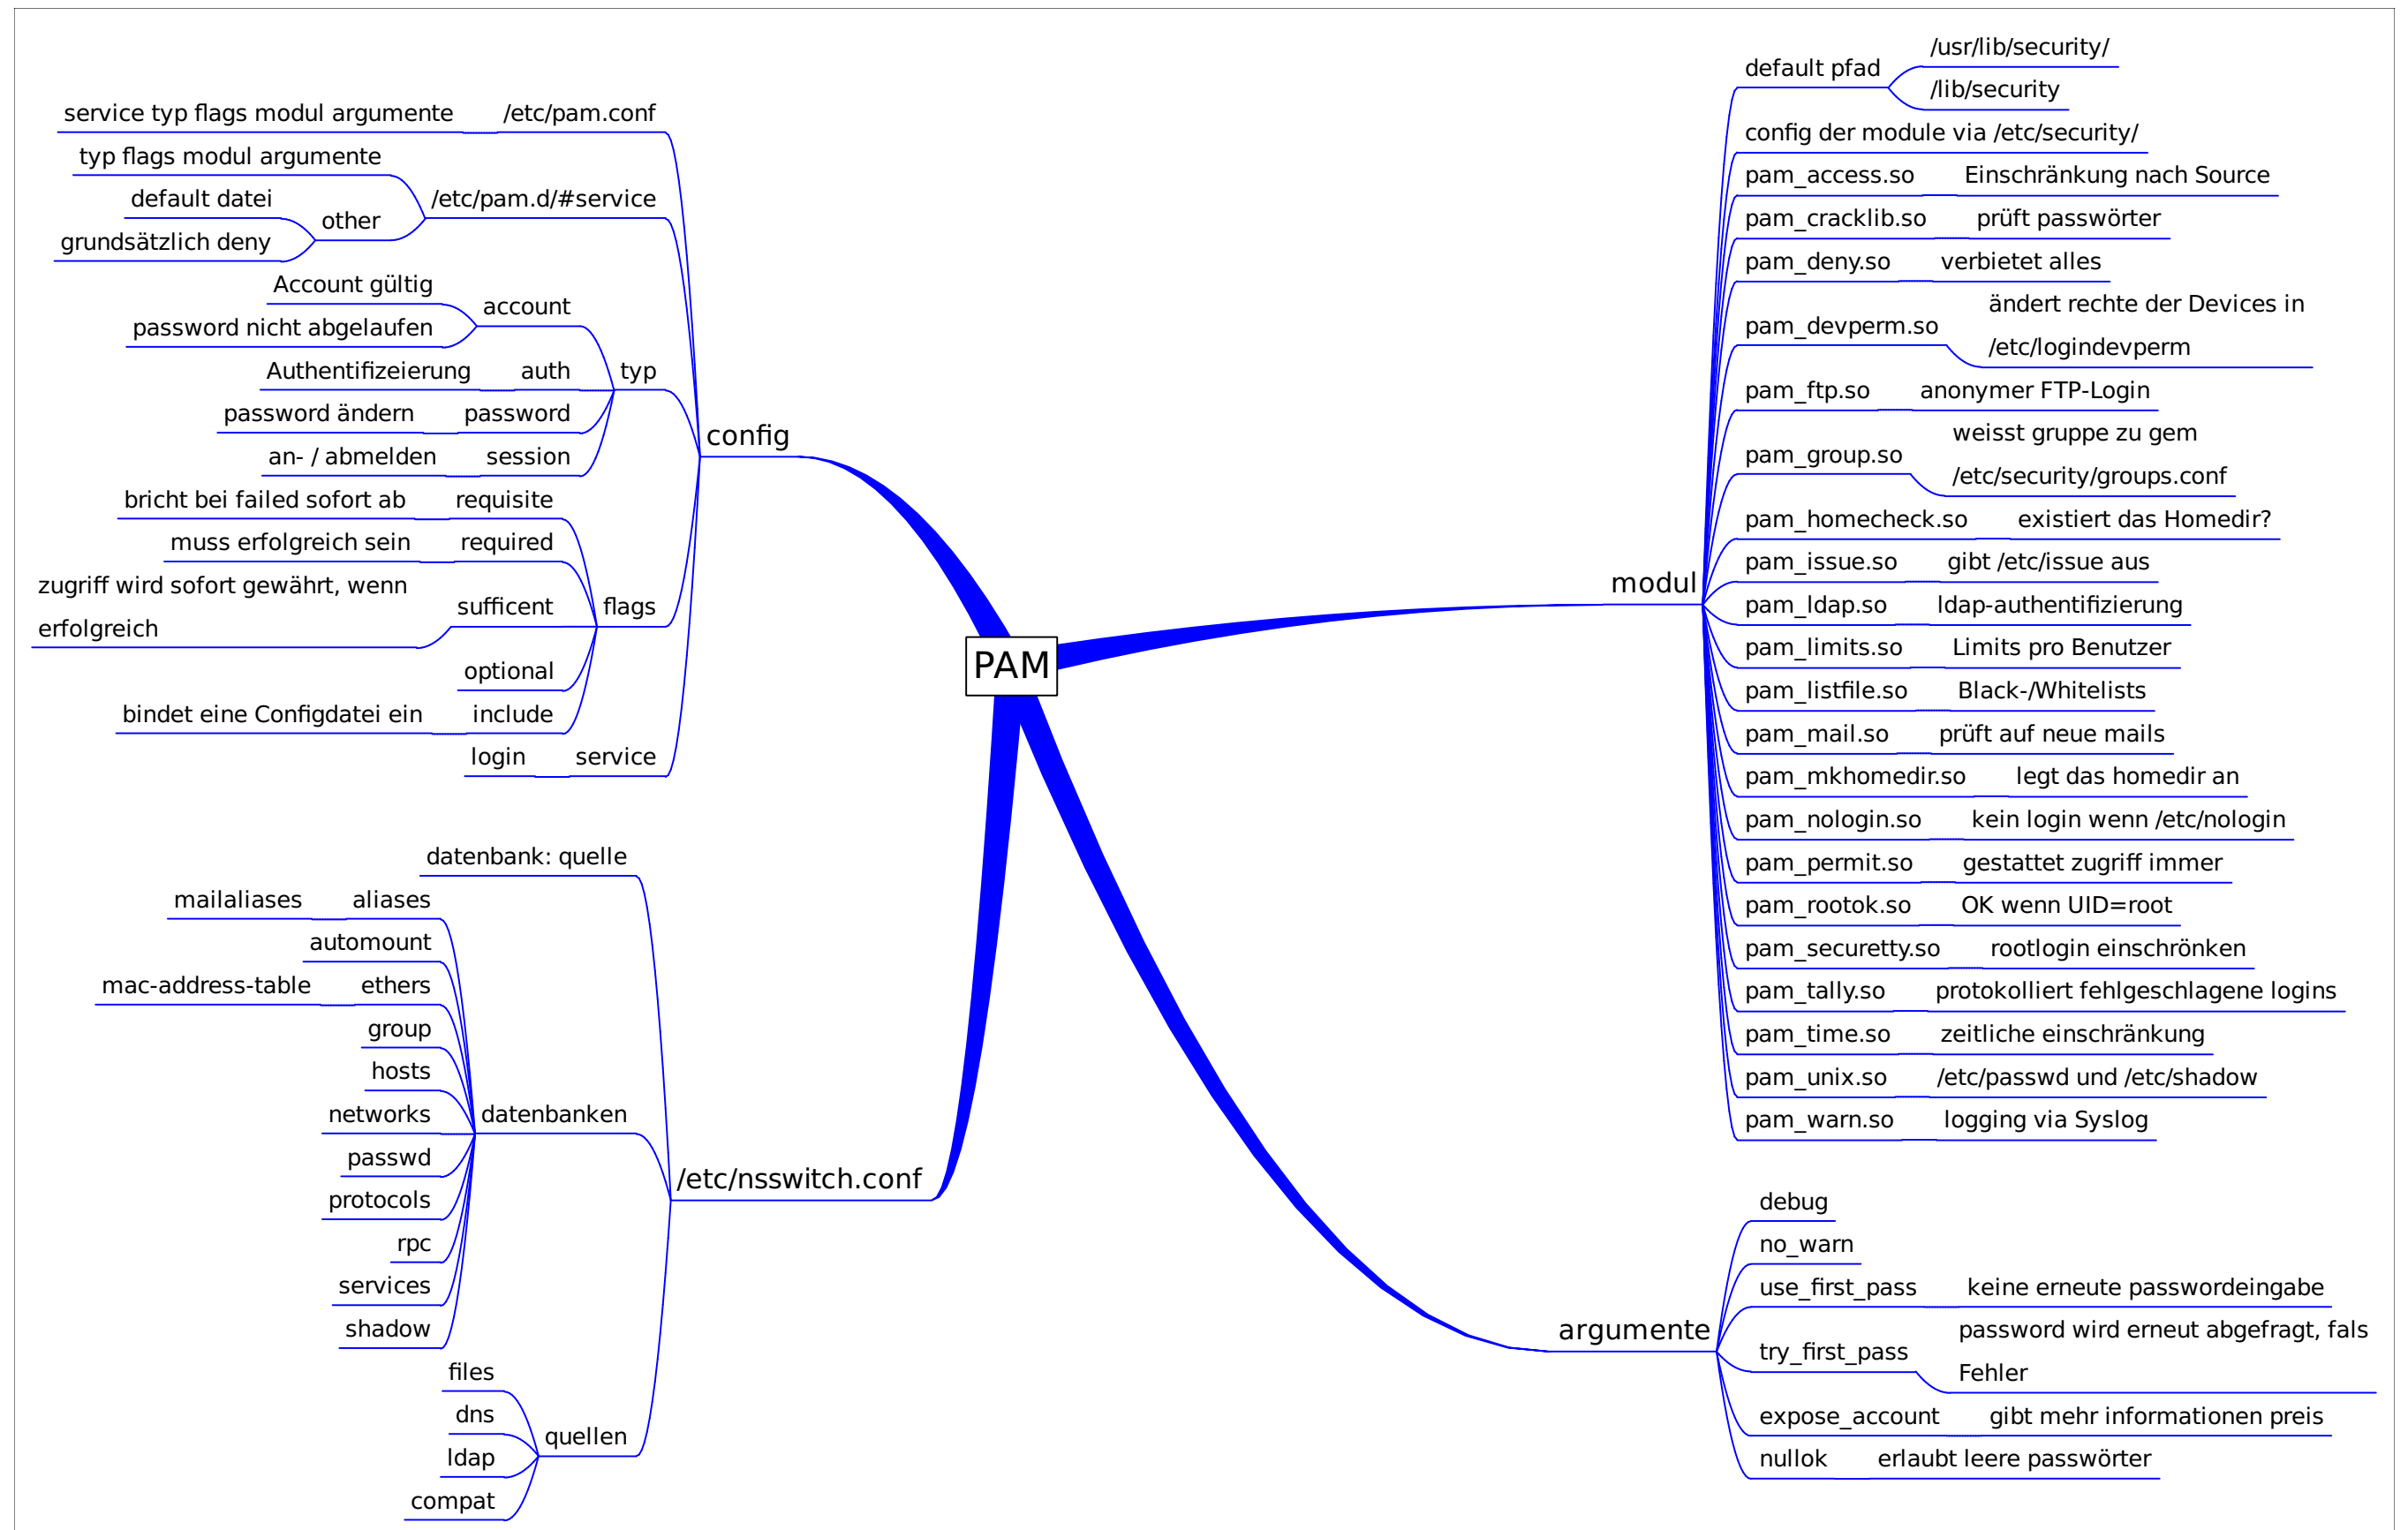 PAM
config
/etc/pam.conf
service typ flags modul argumente
/etc/pam.d/#service
typ flags modul argumente
other
default datei
grundsätzlich deny
typ
account
Account gültig
password nicht abgelaufen
auth
Authentifizeierung
password
password ändern
session
an- / abmelden
flags
requisite
bricht bei failed sofort ab
required
muss erfolgreich sein
sufficent
zugriff wird sofort gewährt, wenn
erfolgreich
optional
include
bindet eine Configdatei ein
service
login
/etc/nsswitch.conf
datenbank: quelle
datenbanken
aliases
mailaliases
automount
ethers
mac-address-table
group
hosts
networks
passwd
protocols
rpc
services
shadow
quellen
files
dns
ldap
compat
modul
default pfad
/usr/lib/security/
/lib/security
config der module via /etc/security/
pam_access.so
Einschränkung nach Source
pam_cracklib.so
prüft passwörter
pam_deny.so
verbietet alles
pam_devperm.so
ändert rechte der Devices in
/etc/logindevperm
pam_ftp.so
anonymer FTP-Login
pam_group.so
weisst gruppe zu gem
/etc/security/groups.conf
pam_homecheck.so
existiert das Homedir?
pam_issue.so
gibt /etc/issue aus
pam_ldap.so
ldap-authentifizierung
pam_limits.so
Limits pro Benutzer
pam_listfile.so
Black-/Whitelists
pam_mail.so
prüft auf neue mails
pam_mkhomedir.so
legt das homedir an
pam_nologin.so
kein login wenn /etc/nologin
pam_permit.so
gestattet zugriff immer
pam_rootok.so
OK wenn UID=root
pam_securetty.so
rootlogin einschrönken
pam_tally.so
protokolliert fehlgeschlagene logins
pam_time.so
zeitliche einschränkung
pam_unix.so
/etc/passwd und /etc/shadow
pam_warn.so
logging via Syslog
argumente
debug
no_warn
use_first_pass
keine erneute passwordeingabe
try_first_pass
password wird erneut abgefragt, fals
Fehler
expose_account
gibt mehr informationen preis
nullok
erlaubt leere passwörter